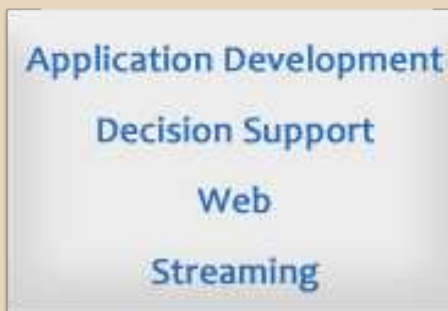 Application Development
Decision Support
Web
Streaming